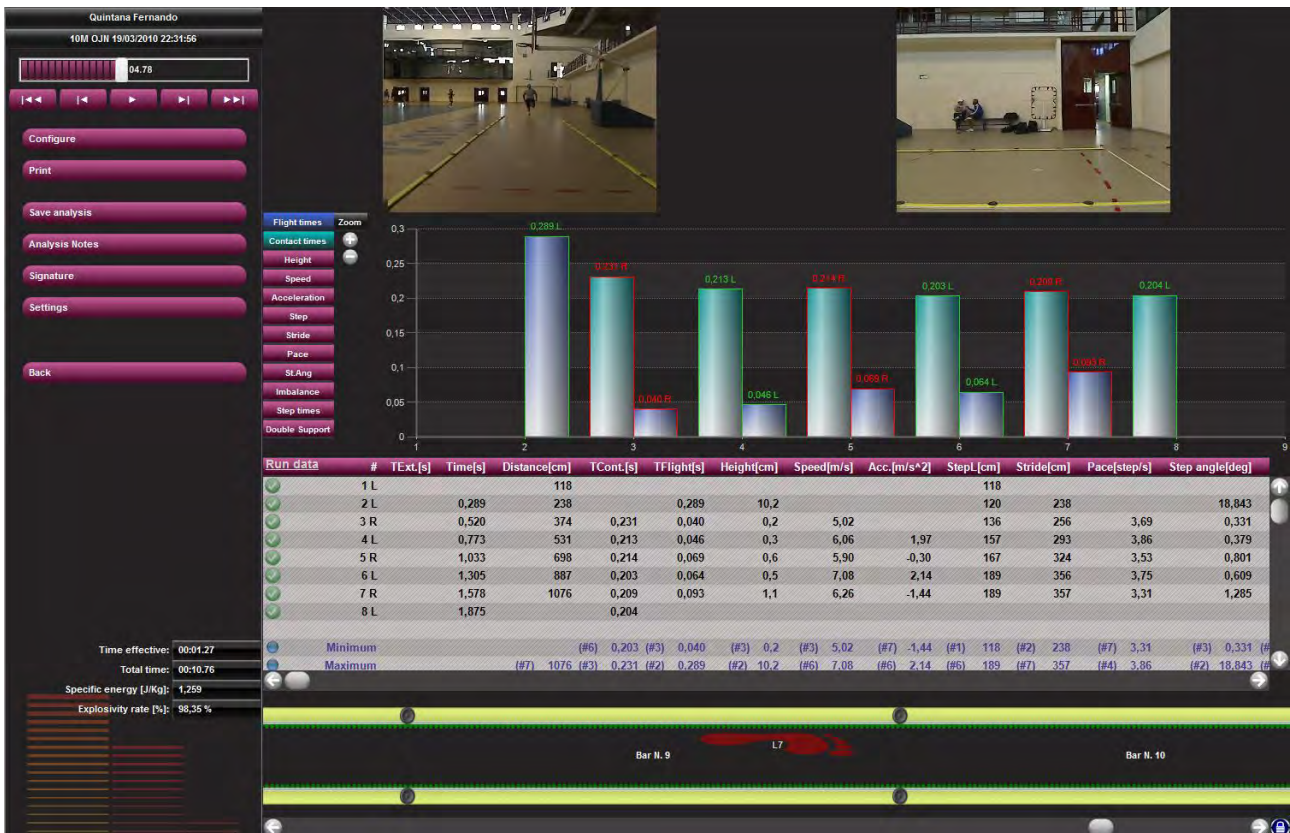 Quintana Fernando
10M OJN 19/03/2010 22:31:56
04.78
Configure
Print
Save analysis
Analysis Notes
Signature
Settings
Back
Time effective: 00:01.27
Total time: 00:10.76
Specific energy [J/Kg]: 1,259
Explosivity rate [%]: 98,35 %
Flight times Zoom
Contact times
Height
Speed
Acceleration
Step
Stride
Pace
St.Ang
Imbalance
Step times
Double Support
0,3
0,25
0,2
0,15
0,1
0,05
0
0,289 L
0,231 R
0,040 R
0,213 L
0,046 L
0,214 R
0,069 R
0,203 L
0,064 L
0,209 R
0,093 R
0,204 L
1 2 3 4 5 6 7 8 9
Run data # TExt.[s] Time[s] Distance[cm] TCont.[s] TFlight[s] Height[cm] Speed[m/s] Acc.[m/s^2] StepL[cm] Stride[cm] Pace[step/s] Step angle[deg]
1 L 118 118
2 L 0,289 238 0,289 10,2 120 238 18,843
3 R 0,520 374 0,231 0,040 0,2 5,02 136 256 3,69 0,331
4 L 0,773 531 0,213 0,046 0,3 6,06 1,97 157 293 3,86 0,379
5 R 1,033 698 0,214 0,069 0,6 5,90 -0,30 167 324 3,53 0,801
6 L 1,305 887 0,203 0,064 0,5 7,08 2,14 189 356 3,75 0,609
7 R 1,578 1076 0,209 0,093 1,1 6,26 -1,44 189 357 3,31 1,285
8 L 1,875 0,204
Minimum (#6) 0,203 (#3) 0,040 (#3) 0,2 (#3) 5,02 (#7) -1,44 (#1) 118 (#2) 238 (#7) 3,31 (#3) 0,331 (#
Maximum (#7) 1076 (#3) 0,231 (#2) 0,289 (#2) 10,2 (#6) 7,08 (#6) 2,14 (#6) 189 (#7) 357 (#4) 3,86 (#2) 18,843 (#
L7
Bar N. 9 Bar N. 10